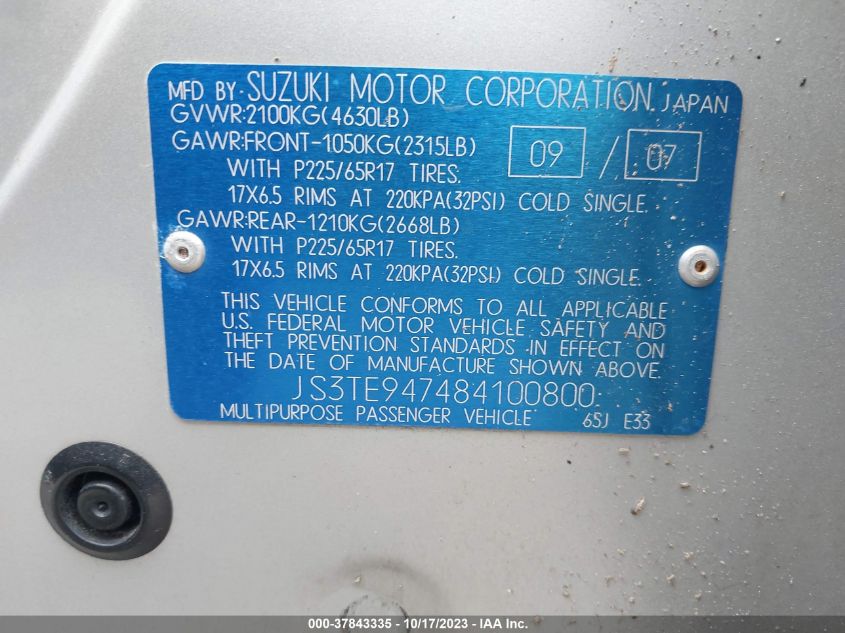 MFD BY: SUZUKI MOTOR CORPORATION. JAPAN
GVWR:2100KG(4630LB)
GAWR:FRONT-1050KG(2315LB)
09 / 07
WITH P225/65R17 TIRES.
17X6.5 RIMS AT 220KPA(32PSI) COLD SINGLE.
GAWR:REAR-1210KG(2668LB)
WITH P225/65R17 TIRES.
17X6.5 RIMS AT 220KPA(32PSI) COLD SINGLE.
THIS VEHICLE CONFORMS TO ALL APPLICABLE
U.S. FEDERAL MOTOR VEHICLE SAFETY AND
THEFT PREVENTION STANDARDS IN EFFECT ON
THE DATE OF MANUFACTURE SHOWN ABOVE.
JS3TE947484100800
MULTIPURPOSE PASSENGER VEHICLE 65J E33
000-37843335 - 10/17/2023 - IAA Inc.